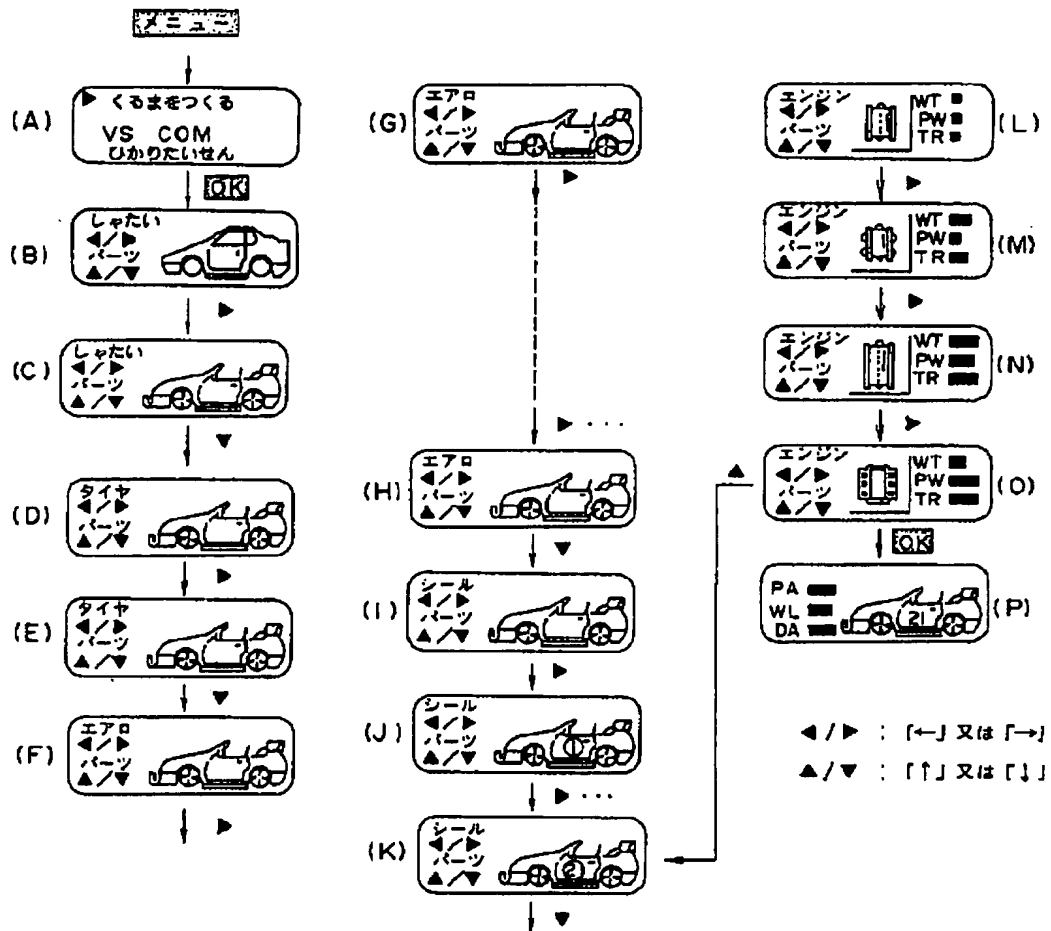 メニュー
(A)
▶ くるまをつくる
VS COM
ひかりたいせん
OK
(B)
しゃたい
◀/▶
パーツ
▲/▼
▶
(C)
しゃたい
◀/▶
パーツ
▲/▼
▼
(D)
タイヤ
◀/▶
パーツ
▲/▼
▶
(E)
タイヤ
◀/▶
パーツ
▲/▼
▼
(F)
エアロ
◀/▶
パーツ
▲/▼
▶
(G)
エアロ
◀/▶
パーツ
▲/▼
▶
▶ ・・・
(H)
エアロ
◀/▶
パーツ
▲/▼
▼
(I)
シール
◀/▶
パーツ
▲/▼
▶
(J)
シール
◀/▶
パーツ
▲/▼
1
▶ ・・・
(K)
シール
◀/▶
パーツ
▲/▼
2
▼
(L)
エンジン
◀/▶
パーツ
▲/▼
WT
PW
TR
▶
(M)
エンジン
◀/▶
パーツ
▲/▼
WT
PW
TR
▶
(N)
エンジン
◀/▶
パーツ
▲/▼
WT
PW
TR
▶
(O)
エンジン
◀/▶
パーツ
▲/▼
WT
PW
TR
▲
OK
(P)
PA
WL
DA
21
◀/▶ : 「←」又は「→」
▲/▼ : 「↑」又は「↓」